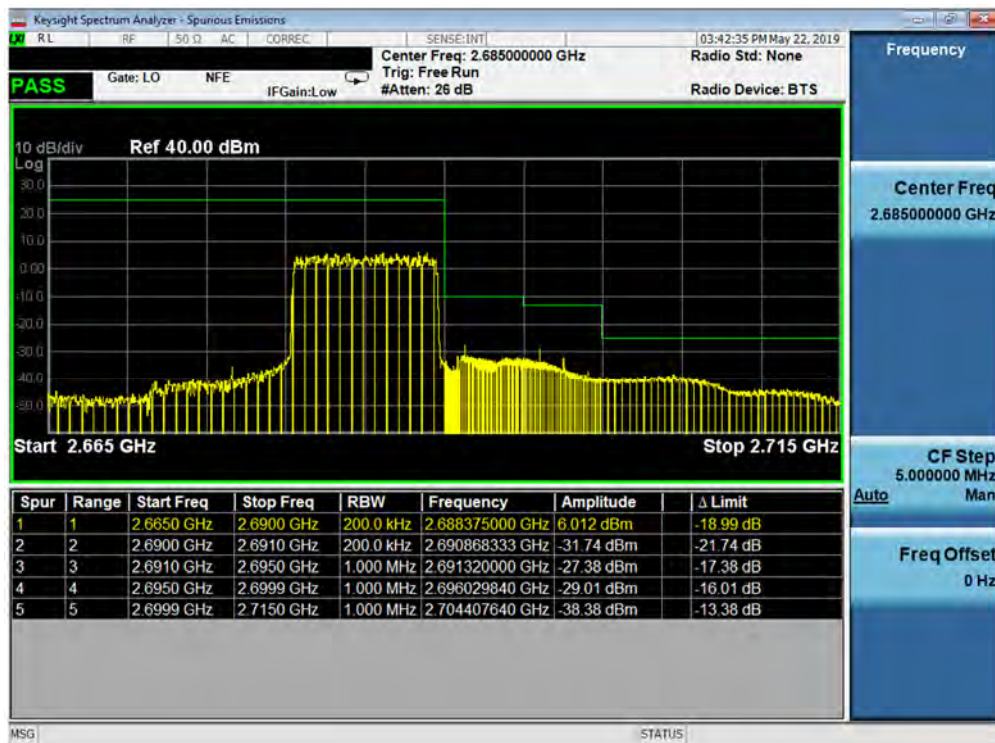 Keysight Spectrum Analyzer - Spurious Emissions
LXI RL RF 50 Ω AC CORREC SENSE:INT 03:42:35 PM May 22, 2019
Center Freq: 2.685000000 GHz Radio Std: None
PASS Gate: LO NFE Trig: Free Run
IFGain:Low #Atten: 26 dB Radio Device: BTS
10 dB/div Ref 40.00 dBm
Log
30.0
20.0
10.0
0.00
-10.0
-20.0
-30.0
-40.0
-50.0
Start 2.665 GHz Stop 2.715 GHz
Spur Range Start Freq Stop Freq RBW Frequency Amplitude Δ Limit
1 1 2.6650 GHz 2.6900 GHz 200.0 kHz 2.688375000 GHz 6.012 dBm -18.99 dB
2 2 2.6900 GHz 2.6910 GHz 200.0 kHz 2.690868333 GHz -31.74 dBm -21.74 dB
3 3 2.6910 GHz 2.6950 GHz 1.000 MHz 2.691320000 GHz -27.38 dBm -17.38 dB
4 4 2.6950 GHz 2.6999 GHz 1.000 MHz 2.696029840 GHz -29.01 dBm -16.01 dB
5 5 2.6999 GHz 2.7150 GHz 1.000 MHz 2.704407640 GHz -38.38 dBm -13.38 dB
MSG STATUS
Frequency
Center Freq
2.685000000 GHz
CF Step
5.000000 MHz
Auto Man
Freq Offset
0 Hz